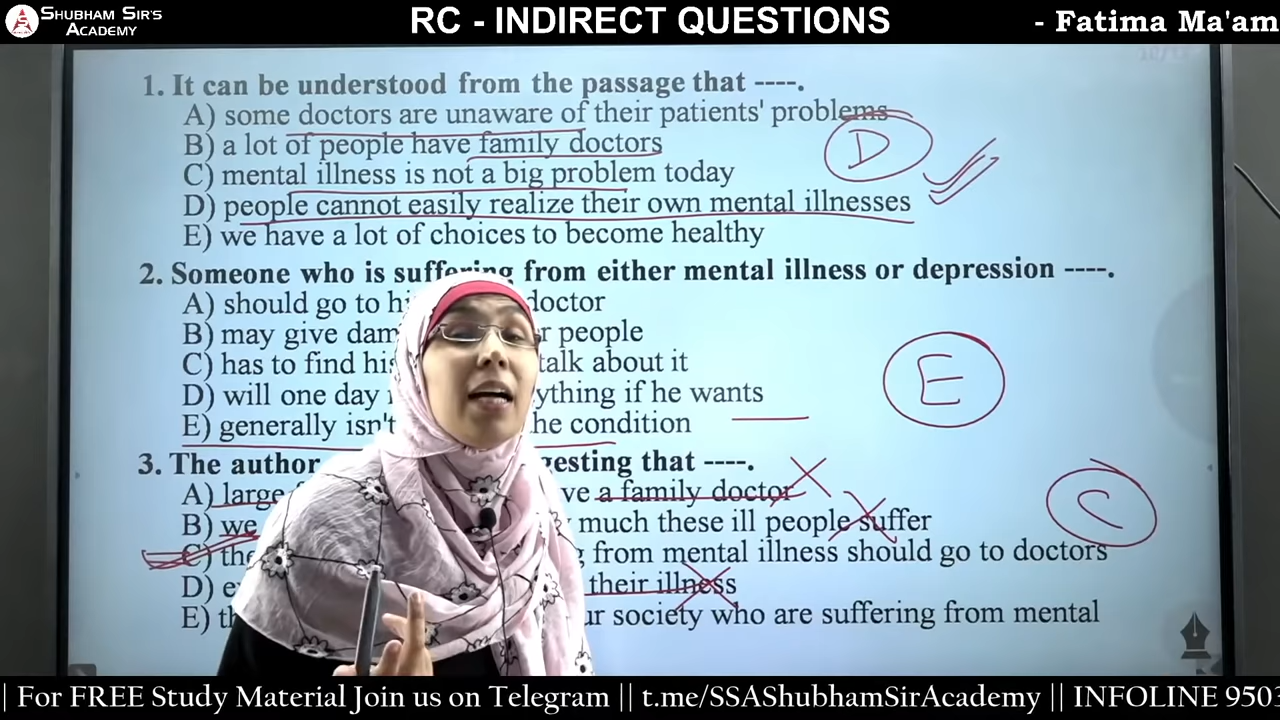 SHUBHAM SIR'S
ACADEMY
RC - INDIRECT QUESTIONS
- Fatima Ma'am
1. It can be understood from the passage that ----.
A) some doctors are unaware of their patients' problems
B) a lot of people have family doctors
C) mental illness is not a big problem today
D) people cannot easily realize their own mental illnesses
E) we have a lot of choices to become healthy
D
2. Someone who is suffering from either mental illness or depression ----.
A) should go to doctor
B) may give people
C) has to find talk about it
D) will one day if he wants
E) generally isn't condition
E
3. The author that ----.
A) large a family doctor
B) we much these ill people suffer
C) from mental illness should go to doctors
D) their illness
E) society who are suffering from mental
C
| For FREE Study Material Join us on Telegram || t.me/SSAShubhamSirAcademy || INFOLINE 9503